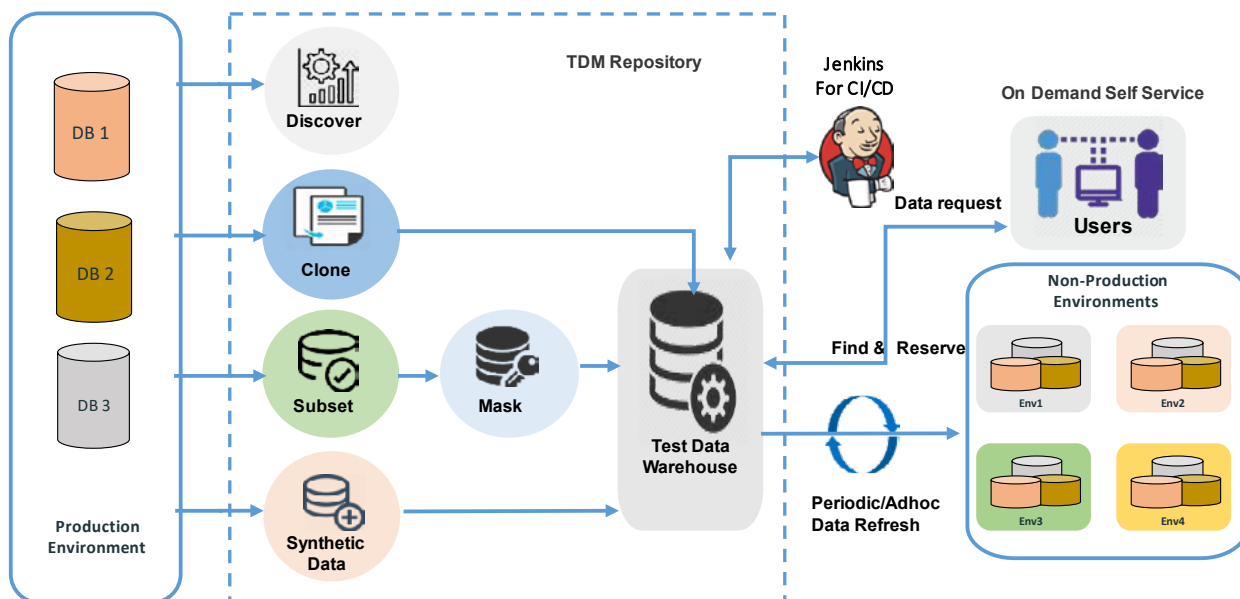 DB 1
DB 2
DB 3
Production
Environment
TDM Repository
Discover
Clone
Subset
Mask
Synthetic
Data
Test Data
Warehouse
Jenkins
For CI/CD
On Demand Self Service
Users
Data request
Find & Reserve
Periodic/Adhoc
Data Refresh
Non-Production
Environments
Env1
Env2
Env3
Env4